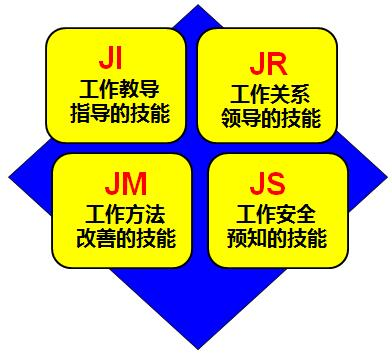 JI
工作教导
指导的技能
JR
工作关系
领导的技能
JM
工作方法
改善的技能
JS
工作安全
预知的技能